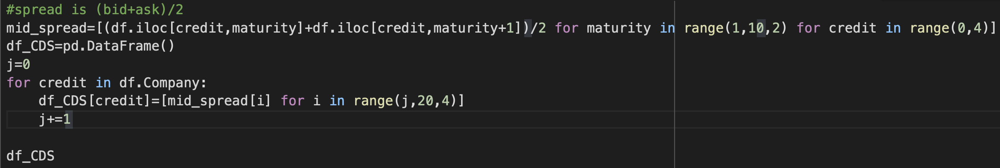 #spread is (bid+ask)/2
mid_spread=[(df.iloc[credit,maturity]+df.iloc[credit,maturity+1])/2 for maturity in range(1,10,2) for credit in range(0,4)]
df_CDS=pd.DataFrame()
j=0
for credit in df.Company:
    df_CDS[credit]=[mid_spread[i] for i in range(j,20,4)]
    j+=1

df_CDS